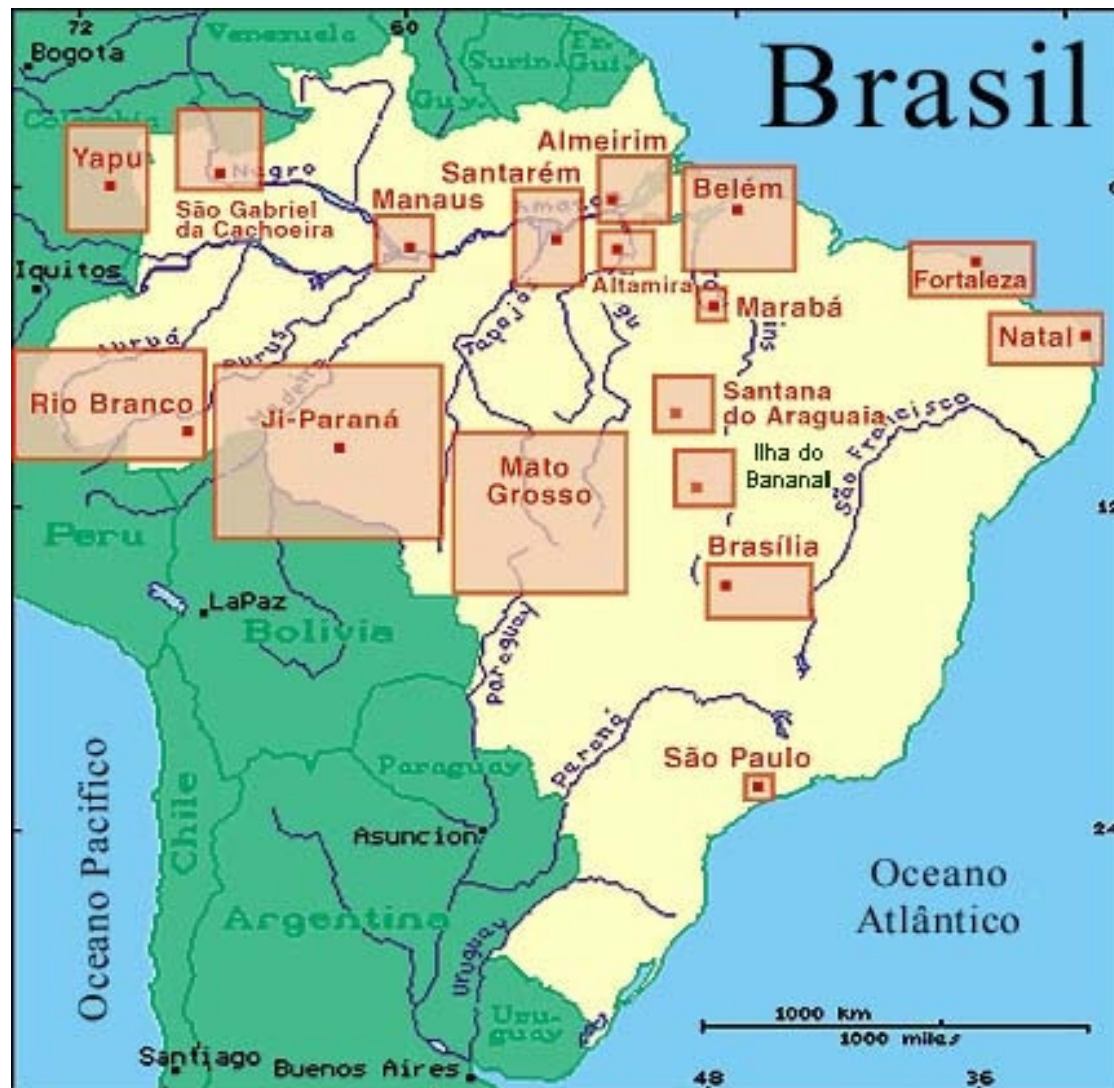 72
60
Brasil
Bogota
Venezuela
Surin-
Fr.
Gui.
Guy.
Colombia
Yapu
Negro
São Gabriel
da Cachoeira
Manaus
Santarém
Almeirim
Belém
Iquitos
Altamira
Fortaleza
Marabá
Natal
Juruá
Purus
Madeira
Tapajos
ins
Rio Branco
Ji-Paraná
Mato
Grosso
Santana
do Araguaia
Ilha do
Bananal
São Francisco
12
Peru
Brasília
LaPaz
Bolivia
Paraguay
Paraná
São Paulo
Paraguay
Asuncion
24
Chile
Oceano Pacifico
Argentina
Uruguay
Oceano
Atlântico
Uru-
guay
1000 km
1000 miles
Santiago
Buenos Aires
48
36